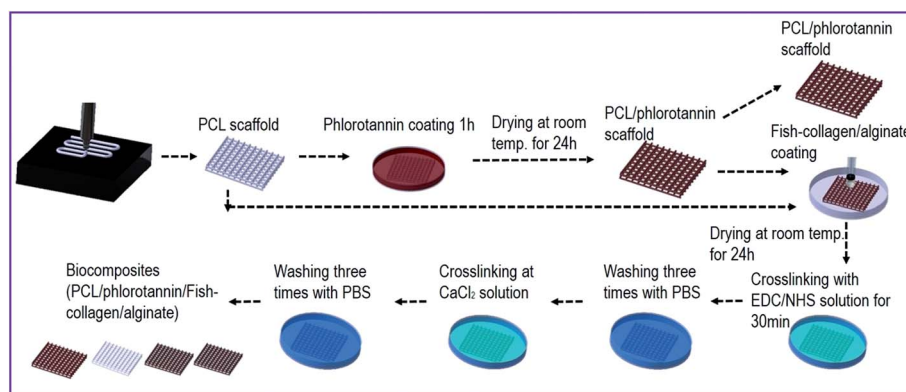 PCL/phlorotannin
scaffold
PCL scaffold
Phlorotannin coating 1h
Drying at room
temp. for 24h
PCL/phlorotannin
scaffold
Fish-collagen/alginate
coating
Drying at room temp.
for 24h
Biocomposites
(PCL/phlorotannin/Fish-
collagen/alginate)
Washing three
times with PBS
Crosslinking at
CaCl₂ solution
Washing three
times with PBS
Crosslinking with
EDC/NHS solution for
30min